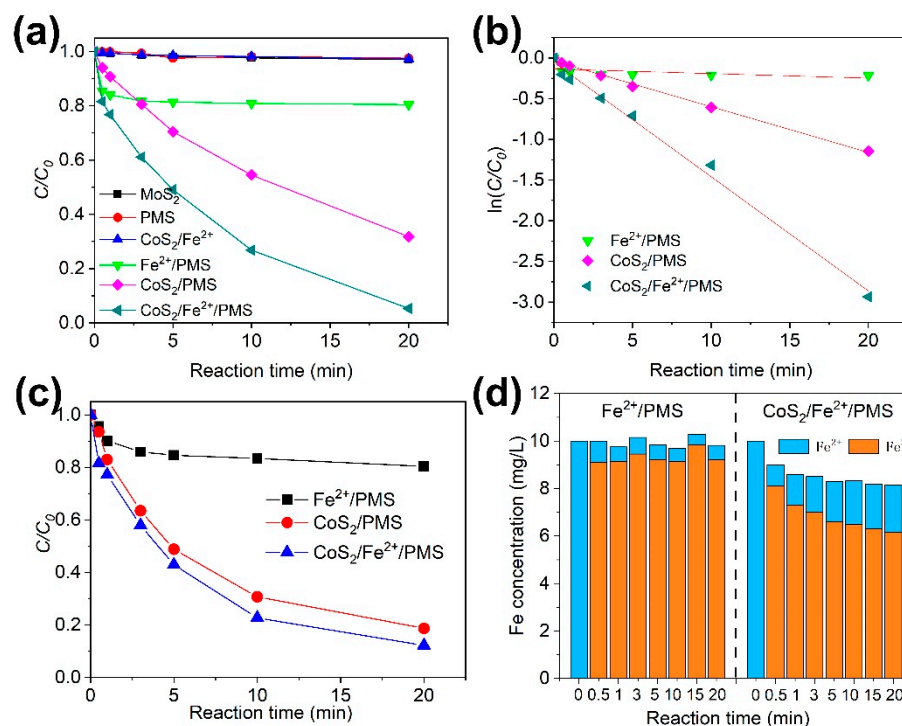 (a)
C/C₀
1.0
0.8
0.6
0.4
0.2
0.0
MoS₂
PMS
CoS₂/Fe²⁺
Fe²⁺/PMS
CoS₂/PMS
CoS₂/Fe²⁺/PMS
0 5 10 15 20
Reaction time (min)
(b)
ln(C/C₀)
0.0
-0.5
-1.0
-1.5
-2.0
-2.5
-3.0
Fe²⁺/PMS
CoS₂/PMS
CoS₂/Fe²⁺/PMS
0 5 10 15 20
Reaction time (min)
(c)
C/C₀
1.0
0.8
0.6
0.4
0.2
0.0
Fe²⁺/PMS
CoS₂/PMS
CoS₂/Fe²⁺/PMS
0 5 10 15 20
Reaction time (min)
(d)
Fe concentration (mg/L)
12
10
8
6
4
2
0
Fe²⁺/PMS
CoS₂/Fe²⁺/PMS
Fe²⁺
0 0.5 1 3 5 10 15 20 0 0.5 1 3 5 10 15 20
Reaction time (min)